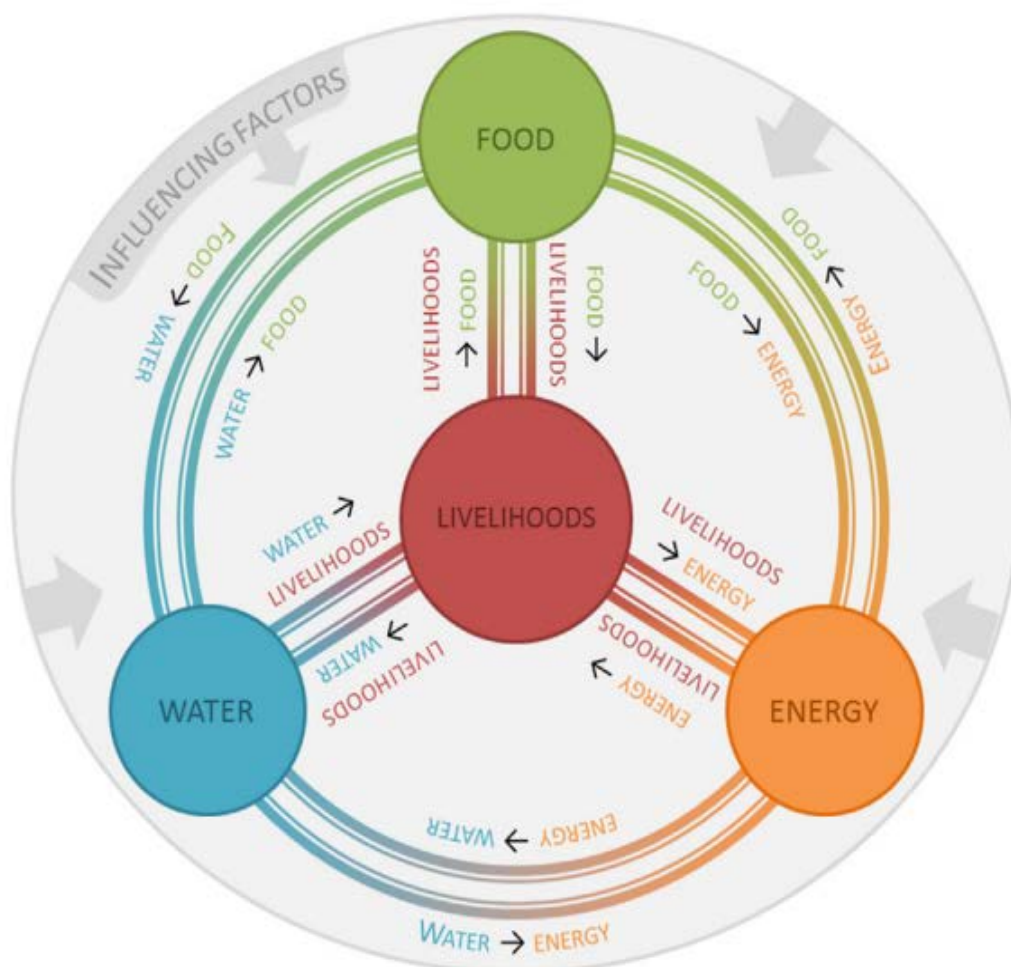 INFLUENCING FACTORS
FOOD
FOOD → WATER
WATER → FOOD
LIVELIHOODS
→ FOOD
FOOD →
LIVELIHOODS
ENERGY → FOOD
FOOD → ENERGY
LIVELIHOODS
WATER →
LIVELIHOODS
LIVELIHOODS
→ WATER
LIVELIHOODS
→ ENERGY
ENERGY →
LIVELIHOODS
WATER
ENERGY
ENERGY → WATER
WATER → ENERGY